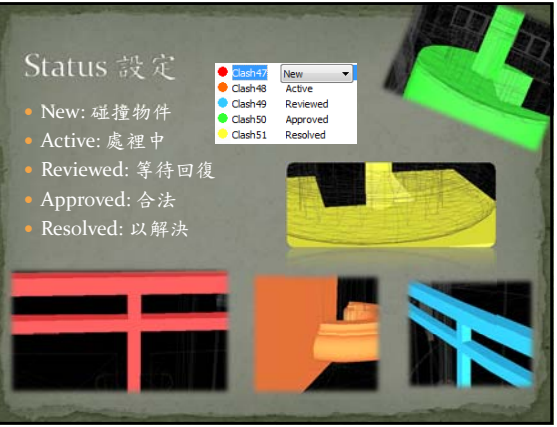 Status 設定
Clash47 New
Clash48 Active
Clash49 Reviewed
Clash50 Approved
Clash51 Resolved
New: 碰撞物件
Active: 處裡中
Reviewed: 等待回復
Approved: 合法
Resolved: 以解決